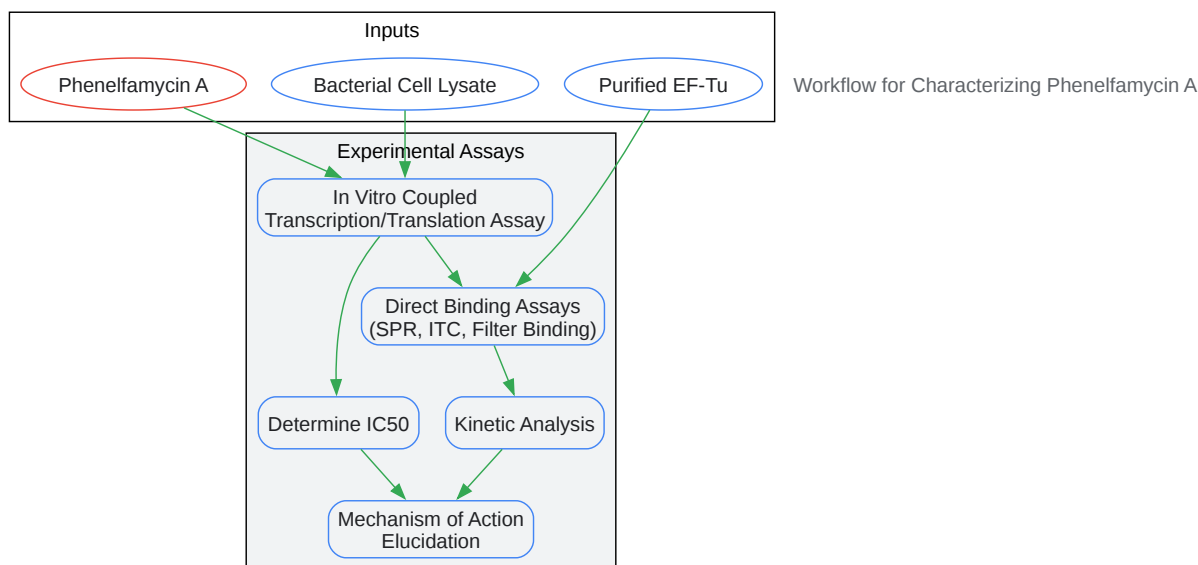 Inputs
Phenelfamycin A
Bacterial Cell Lysate
Purified EF-Tu
Workflow for Characterizing Phenelfamycin A
Experimental Assays
In Vitro Coupled
Transcription/Translation Assay
Direct Binding Assays
(SPR, ITC, Filter Binding)
Determine IC50
Kinetic Analysis
Mechanism of Action
Elucidation